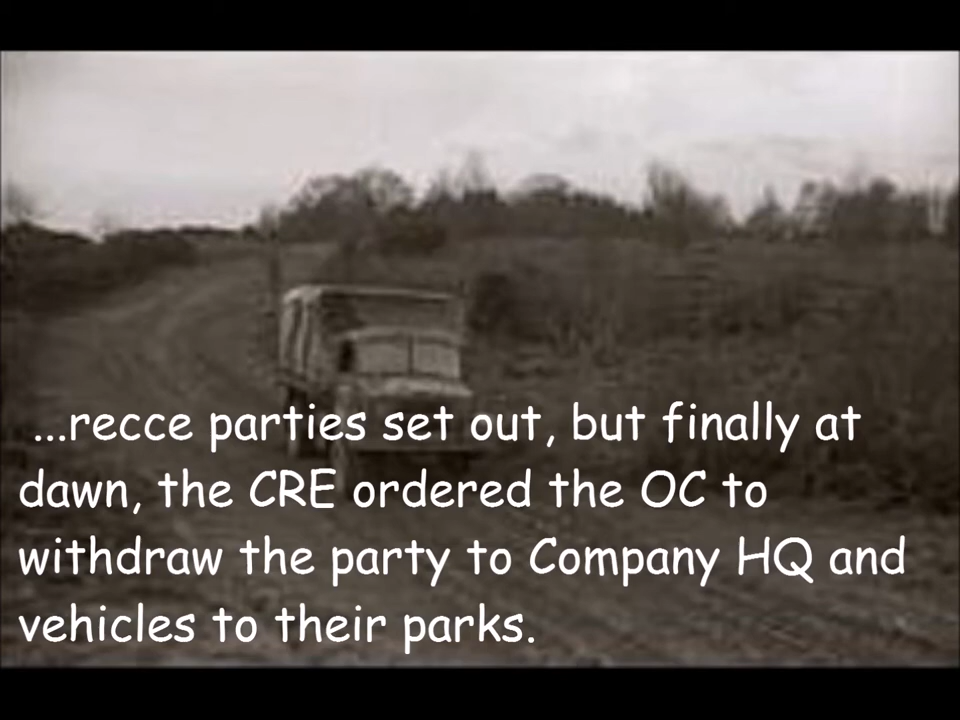 ...recce parties set out, but finally at
dawn, the CRE ordered the OC to
withdraw the party to Company HQ and
vehicles to their parks.